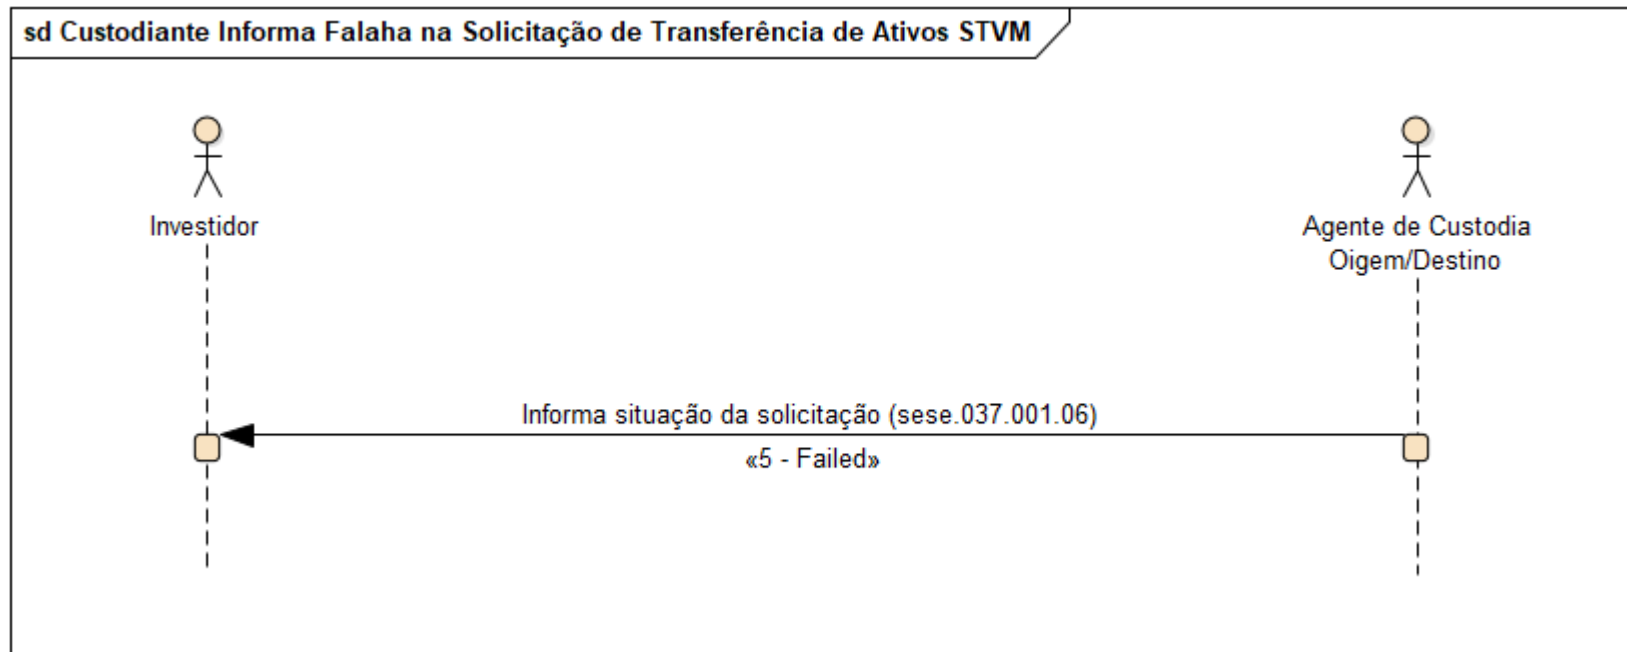 sd Custodiante Informa Falaha na Solicitação de Transferência de Ativos STVM
Investidor
Agente de Custodia
Oigem/Destino
Informa situação da solicitação (sese.037.001.06)
«5 - Failed»